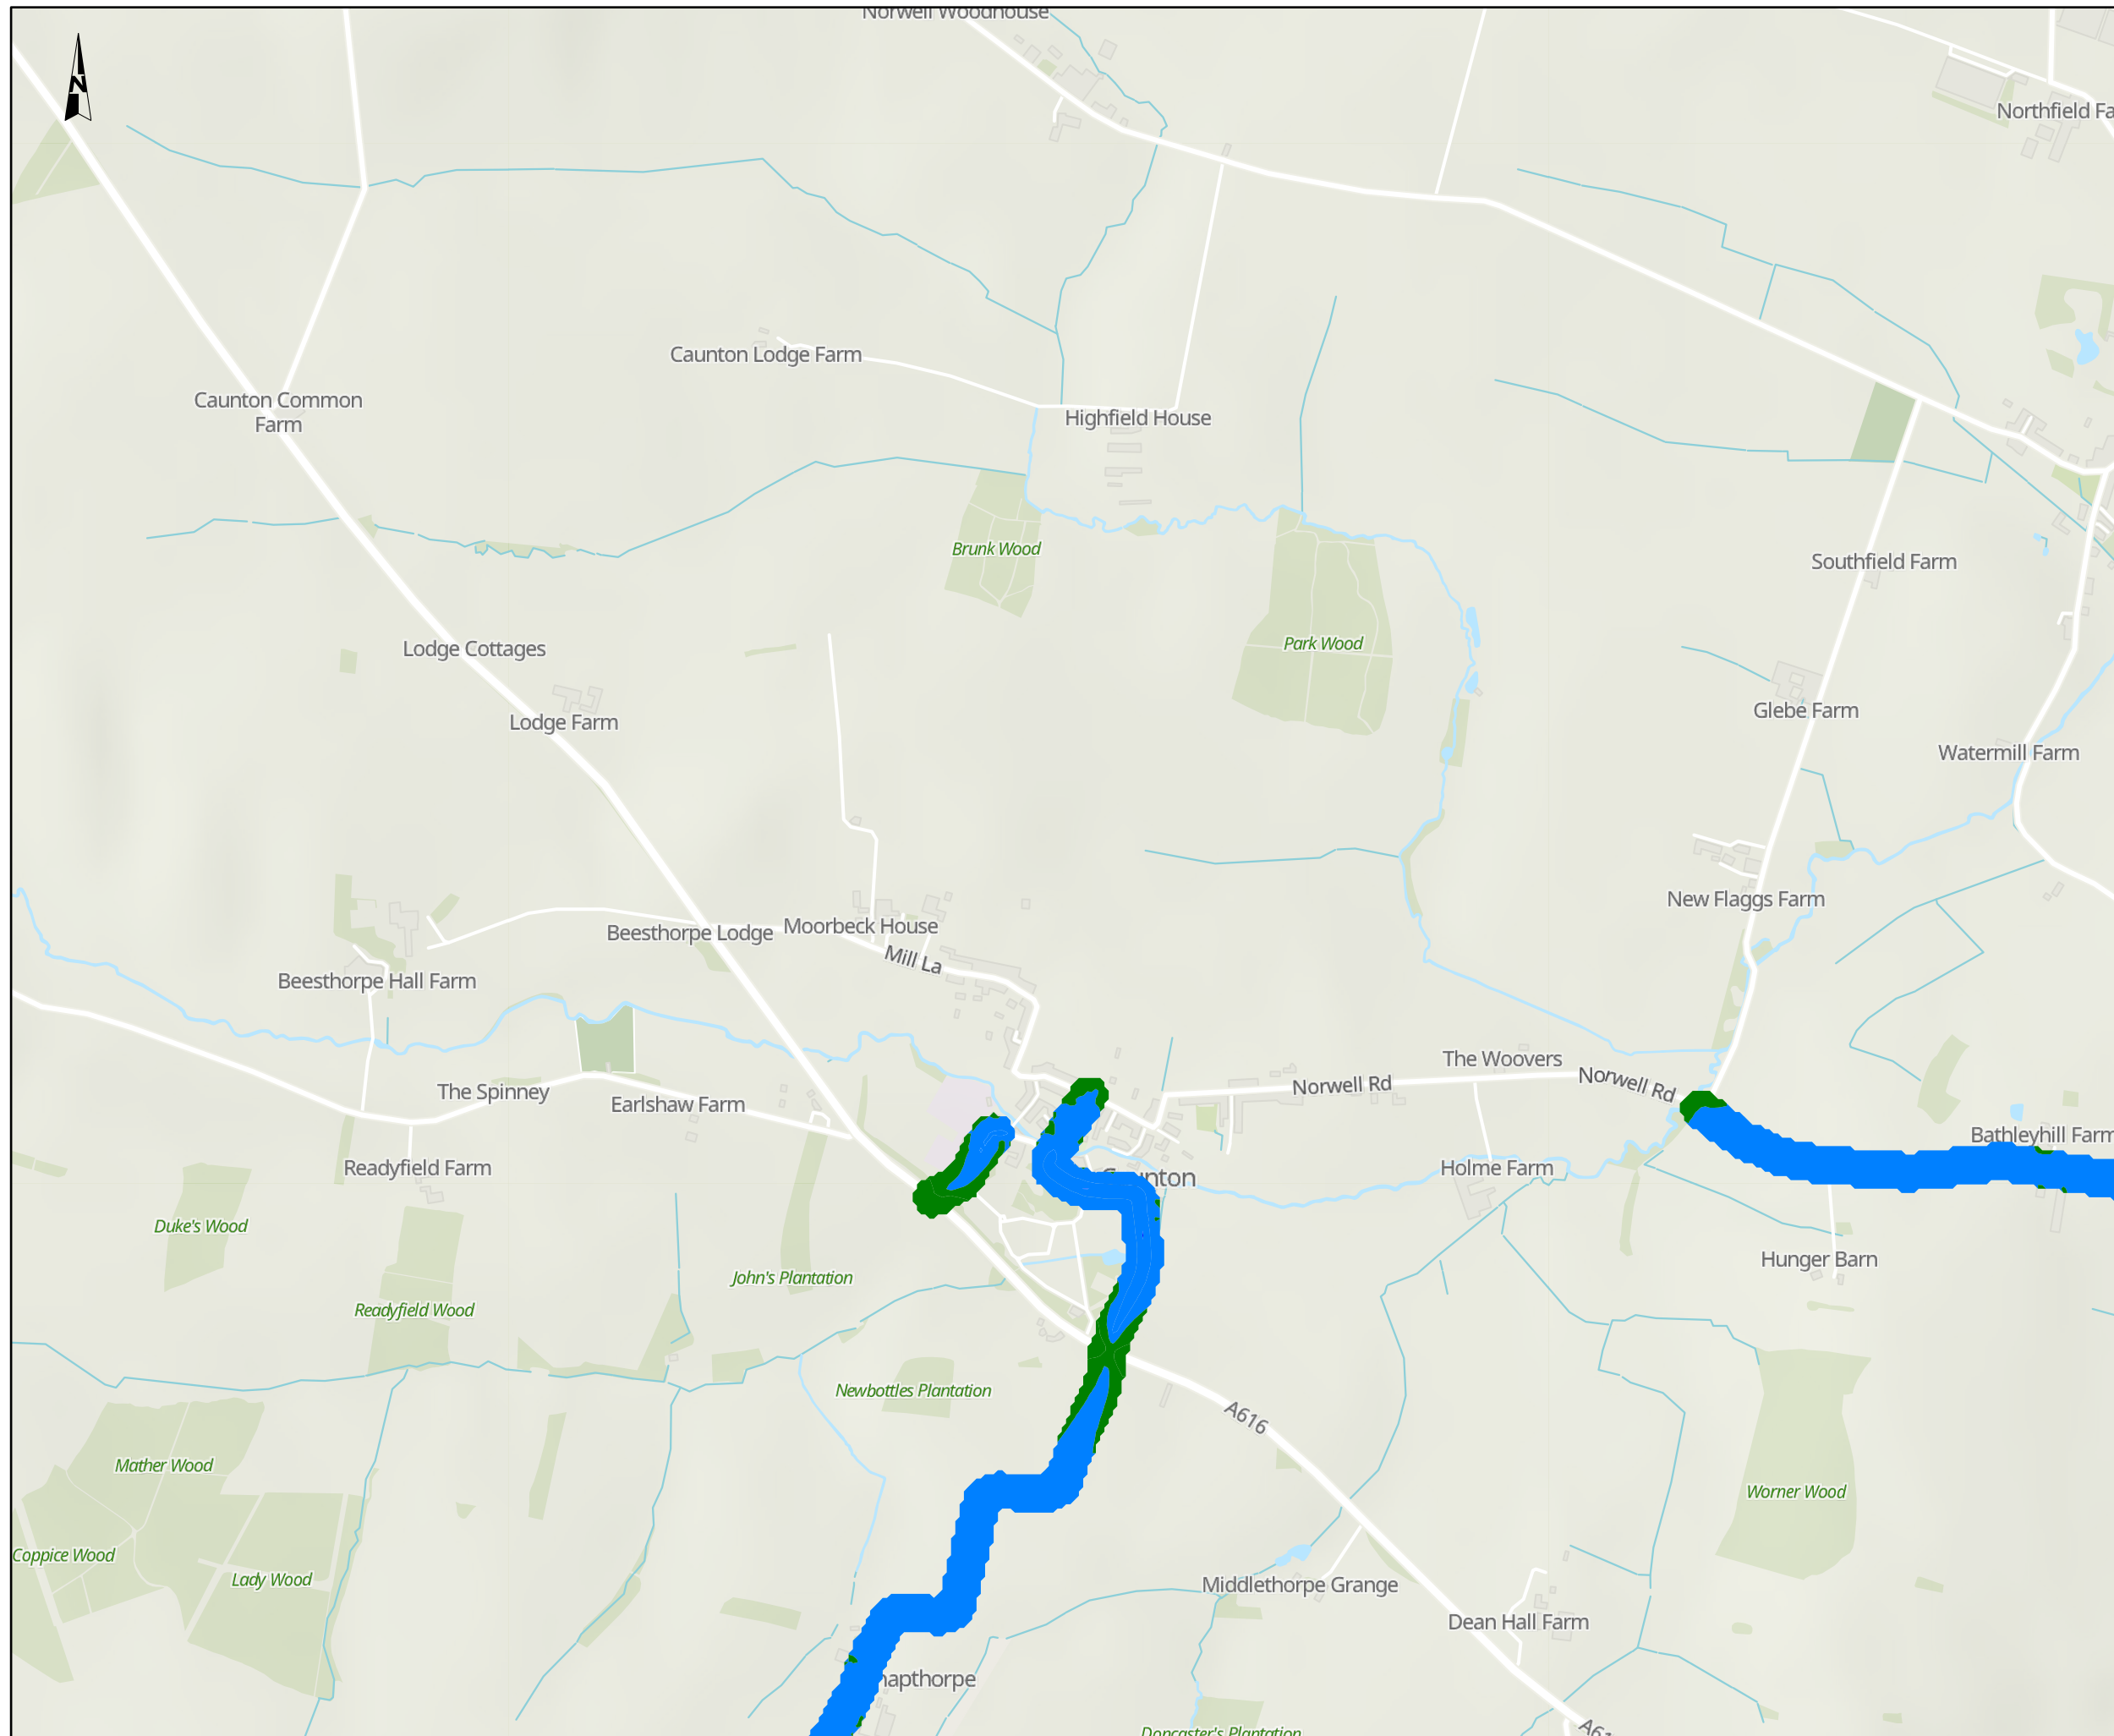 Norwell Woodhouse
N
Northfield Fa
Caunton Lodge Farm
Caunton Common
Farm
Highfield House
Brunk Wood
Southfield Farm
Park Wood
Lodge Cottages
Glebe Farm
Lodge Farm
Watermill Farm
New Flaggs Farm
Moorbeck House
Beesthorpe Lodge
Mill La
Beesthorpe Hall Farm
The Woovers
Norwell Rd
Norwell Rd
The Spinney
Earlshaw Farm
Bathleyhill Farm
Readyfield Farm
Holme Farm
unton
Duke's Wood
Hunger Barn
John's Plantation
Readyfield Wood
Newbottles Plantation
A616
Mather Wood
Worner Wood
Coppice Wood
Lady Wood
Middlethorpe Grange
Dean Hall Farm
hapthorpe
Doncaster's Plantation
A61